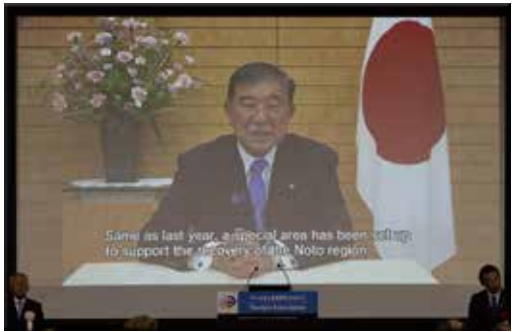 Same as last year, a special area has been set up
to support the recovery of the Noto region.